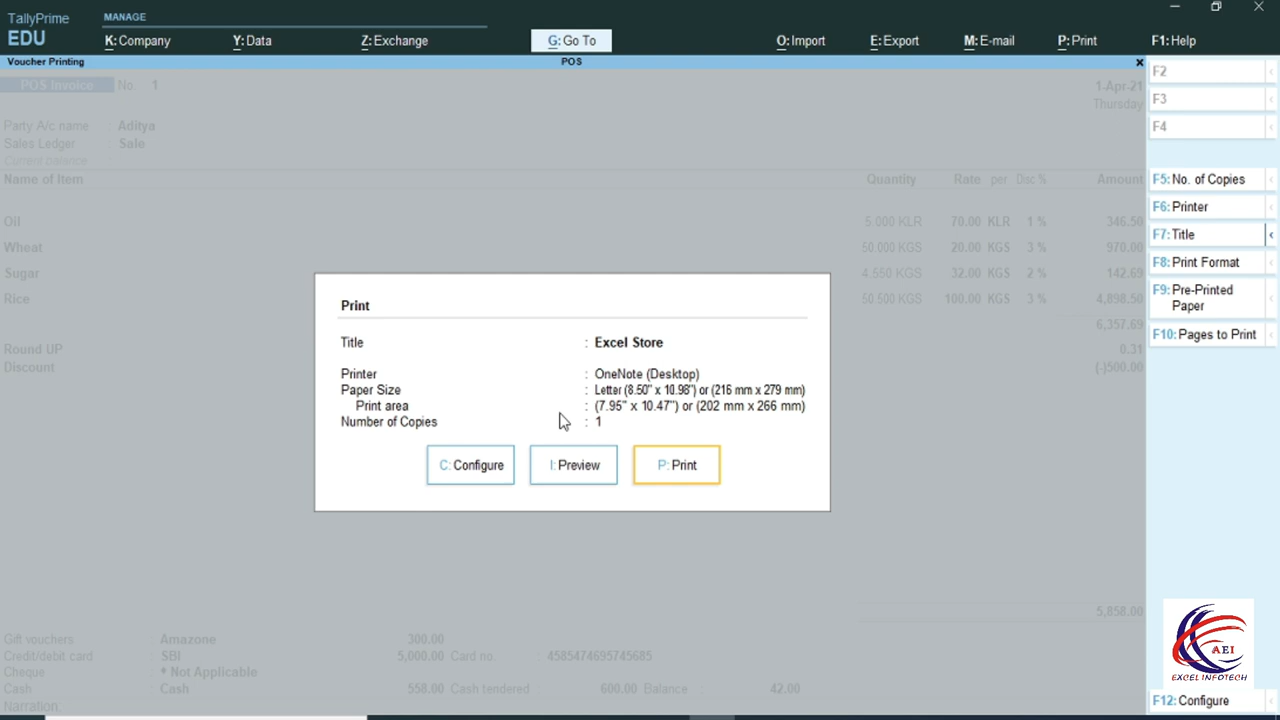 TallyPrime
EDU
MANAGE
K: Company Y: Data Z: Exchange G: Go To O: Import E: Export M: E-mail P: Print F1: Help
Voucher Printing POS x
POS Invoice No. 1 1-Apr-21
Thursday
Party A/c name : Aditya
Sales Ledger : Sale
Current balance :
Name of Item Quantity Rate per Disc % Amount
Oil 5.000 KLR 70.00 KLR 1 % 346.50
Wheat 50.000 KGS 20.00 KGS 3 % 970.00
Sugar 4.550 KGS 32.00 KGS 2 % 142.69
Rice 50.500 KGS 100.00 KGS 3 % 4,898.50
6,357.69
Round UP 0.31
Discount (-)500.00
Print
Title : Excel Store
Printer : OneNote (Desktop)
Paper Size : Letter (8.50" x 10.98") or (216 mm x 279 mm)
Print area : (7.95" x 10.47") or (202 mm x 266 mm)
Number of Copies : 1
C: Configure I: Preview P: Print
5,858.00
Gift vouchers : Amazone 300.00
Credit/debit card : SBI 5,000.00 Card no. : 4585474695745685
Cheque : * Not Applicable
Cash : Cash 558.00 Cash tendered : 600.00 Balance : 42.00
Narration:
F2
F3
F4
F5: No. of Copies
F6: Printer
F7: Title
F8: Print Format
F9: Pre-Printed
Paper
F10: Pages to Print
AEI
EXCEL INFOTECH
F12: Configure